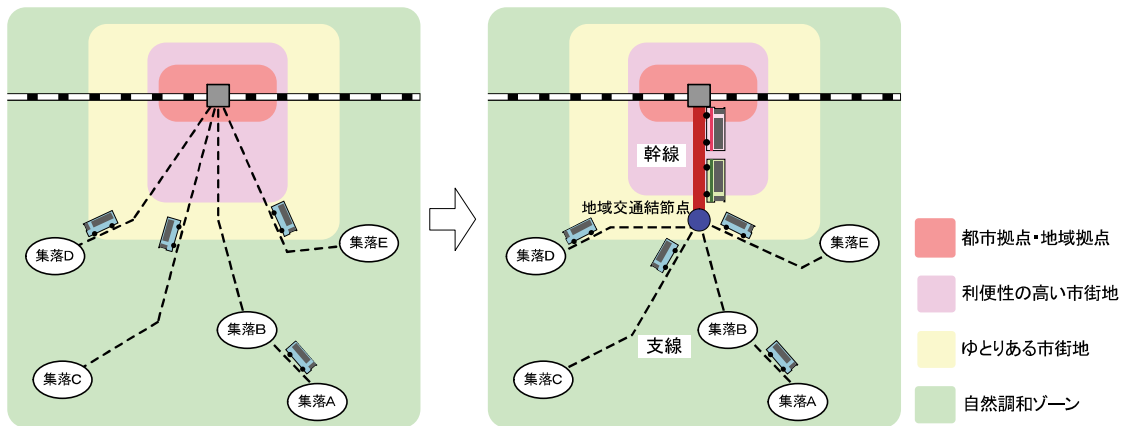 集落D
集落E
集落B
集落C
集落A
幹線
地域交通結節点
集落D
集落E
集落B
支線
集落C
集落A
都市拠点・地域拠点
利便性の高い市街地
ゆとりある市街地
自然調和ゾーン